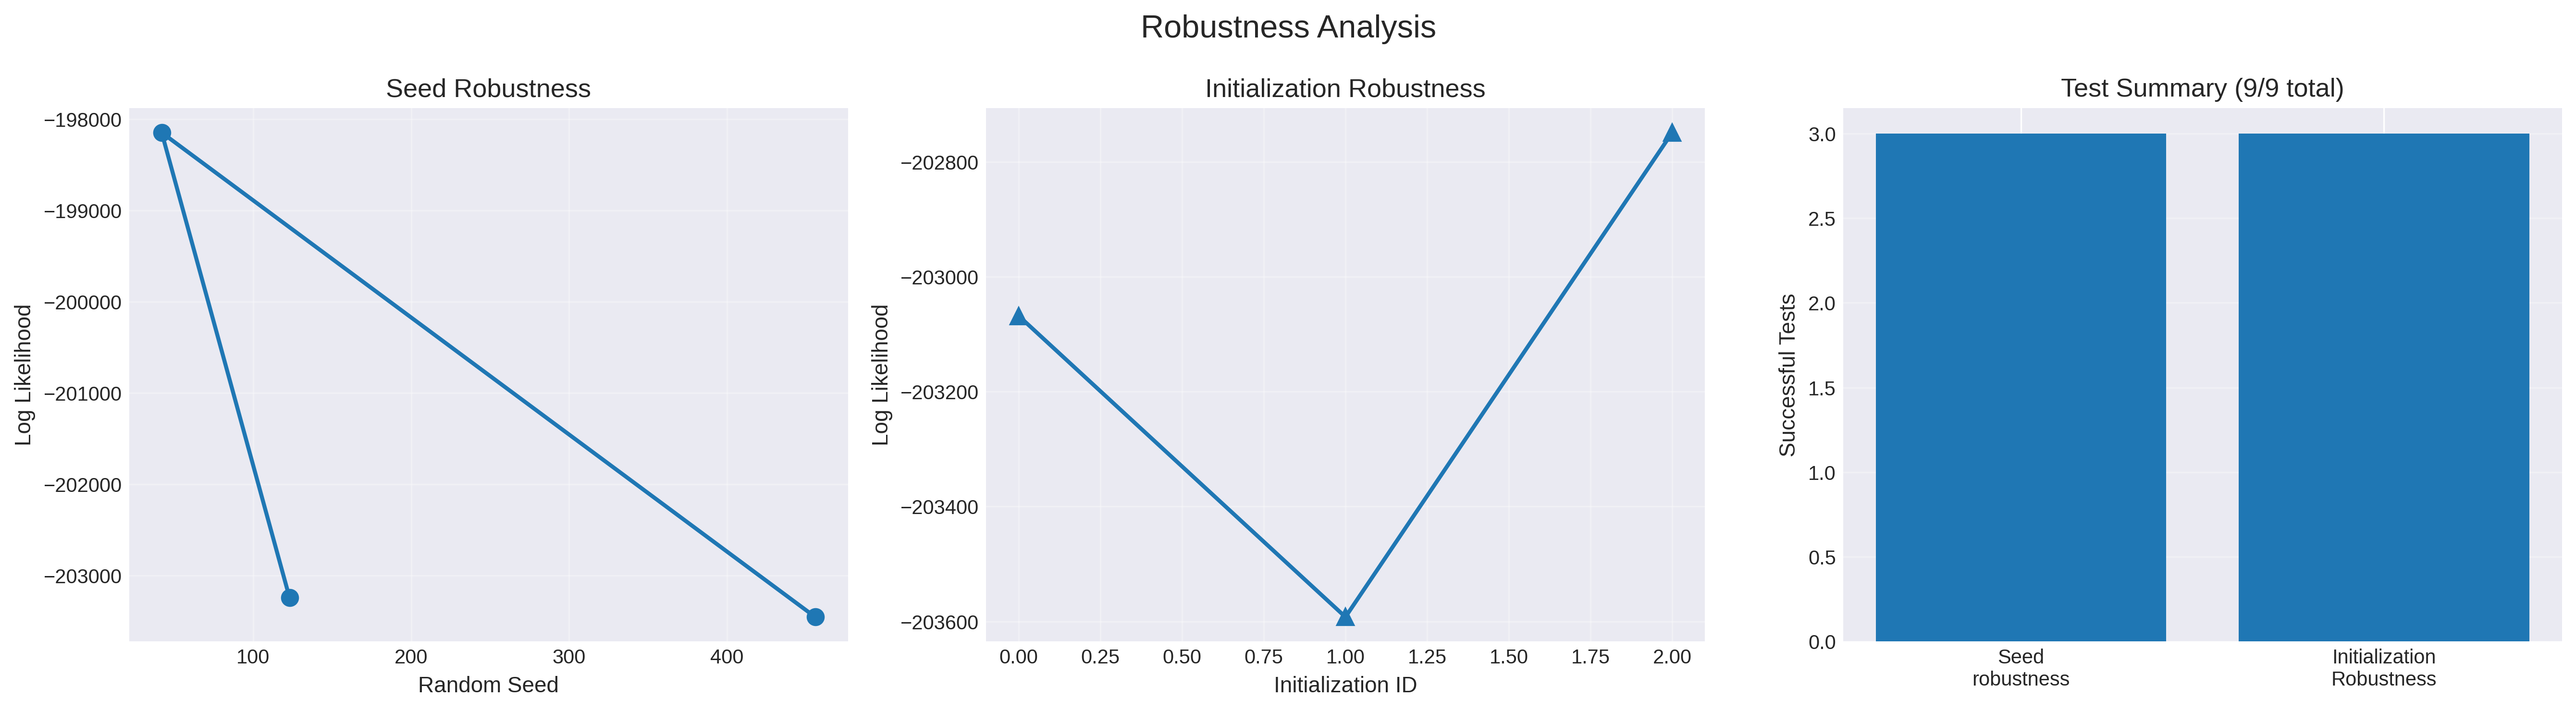 Robustness Analysis
Seed Robustness
−198000
−199000
−200000
−201000
−202000
−203000
Log Likelihood
100 200 300 400
Random Seed
Initialization Robustness
−202800
−203000
−203200
−203400
−203600
Log Likelihood
0.00 0.25 0.50 0.75 1.00 1.25 1.50 1.75 2.00
Initialization ID
Test Summary (9/9 total)
3.0
2.5
2.0
1.5
1.0
0.5
0.0
Successful Tests
Seed
robustness
Initialization
Robustness